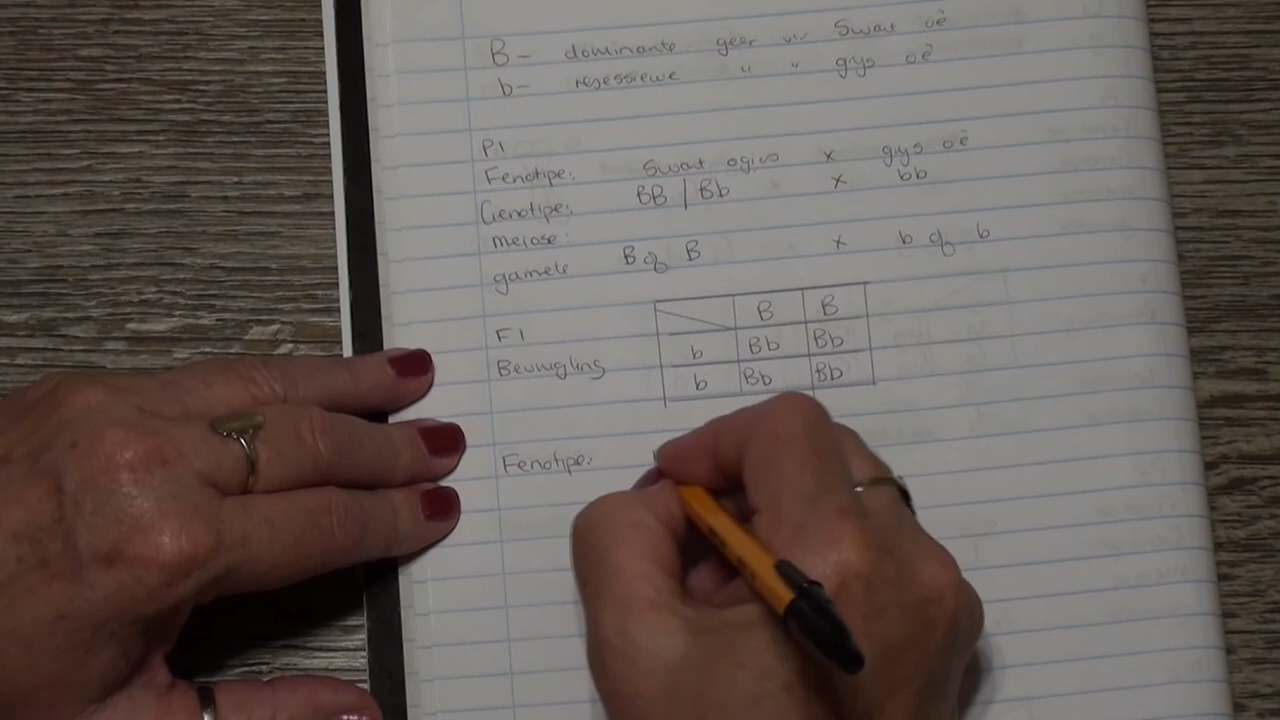 B - dominante geen vir Swart oë
b - resessiewe " " grys oë
P1
Fenotipe: Swart ogies x grys oë
Genotipe: BB | Bb x bb
meiose:
gamete B of B x b of b
B B
F1 b Bb Bb
Bevrugting b Bb Bb
Fenotipe: